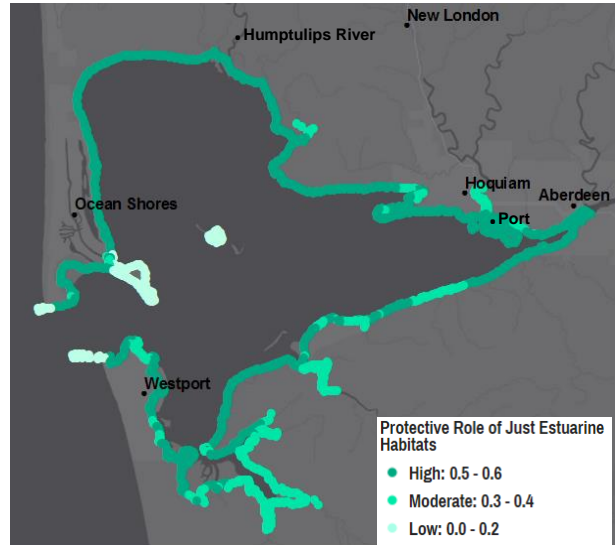 New London
Humptulips River
Hoquiam
Aberdeen
Ocean Shores
Port
Westport
Protective Role of Just Estuarine
Habitats
High: 0.5 - 0.6
Moderate: 0.3 - 0.4
Low: 0.0 - 0.2